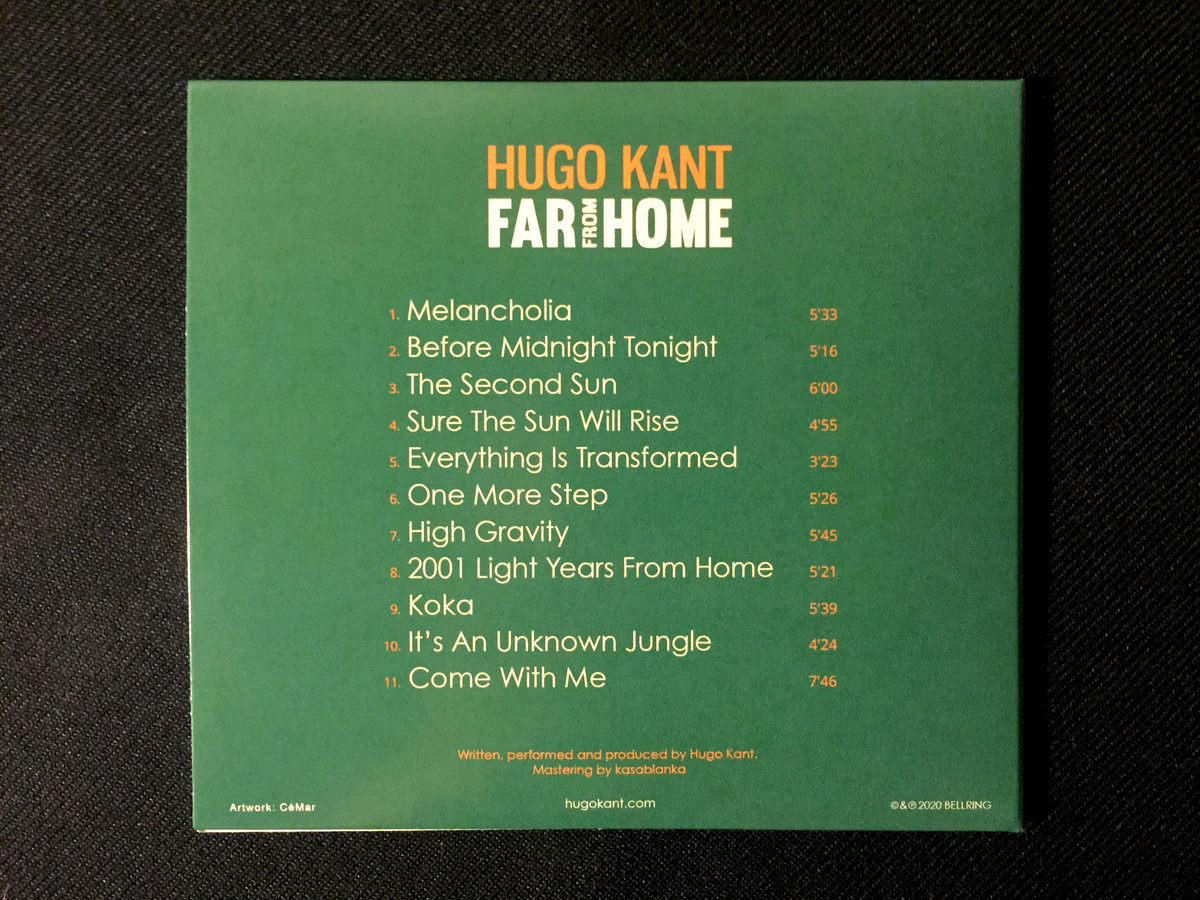 HUGO KANT
FAR FROM HOME
1. Melancholia 5'33
2. Before Midnight Tonight 5'16
3. The Second Sun 6'00
4. Sure The Sun Will Rise 4'55
5. Everything Is Transformed 3'23
6. One More Step 5'26
7. High Gravity 5'45
8. 2001 Light Years From Home 5'21
9. Koka 5'39
10. It's An Unknown Jungle 4'24
11. Come With Me 7'46
Written, performed and produced by Hugo Kant.
Mastering by kasablanka
Artwork: CéMar hugokant.com ©&℗ 2020 BELLRING